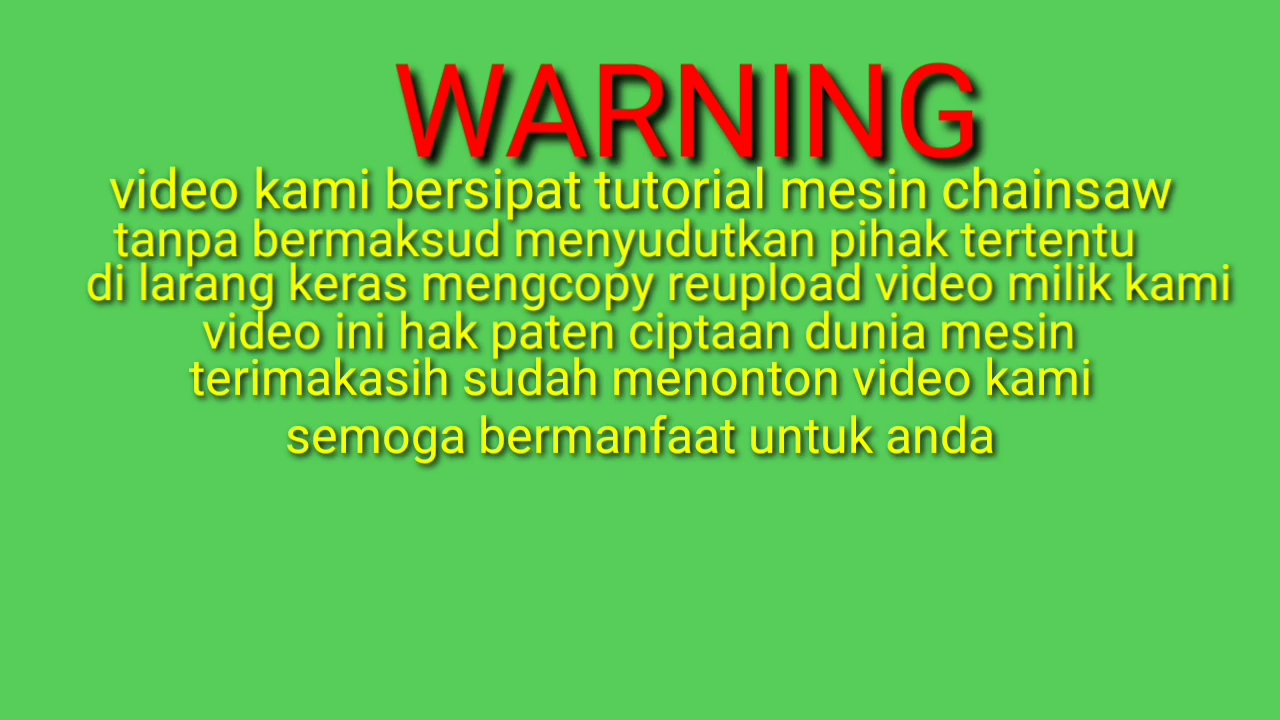 WARNING
video kami bersipat tutorial mesin chainsaw
tanpa bermaksud menyudutkan pihak tertentu
di larang keras mengcopy reupload video milik kami
video ini hak paten ciptaan dunia mesin
terimakasih sudah menonton video kami
semoga bermanfaat untuk anda